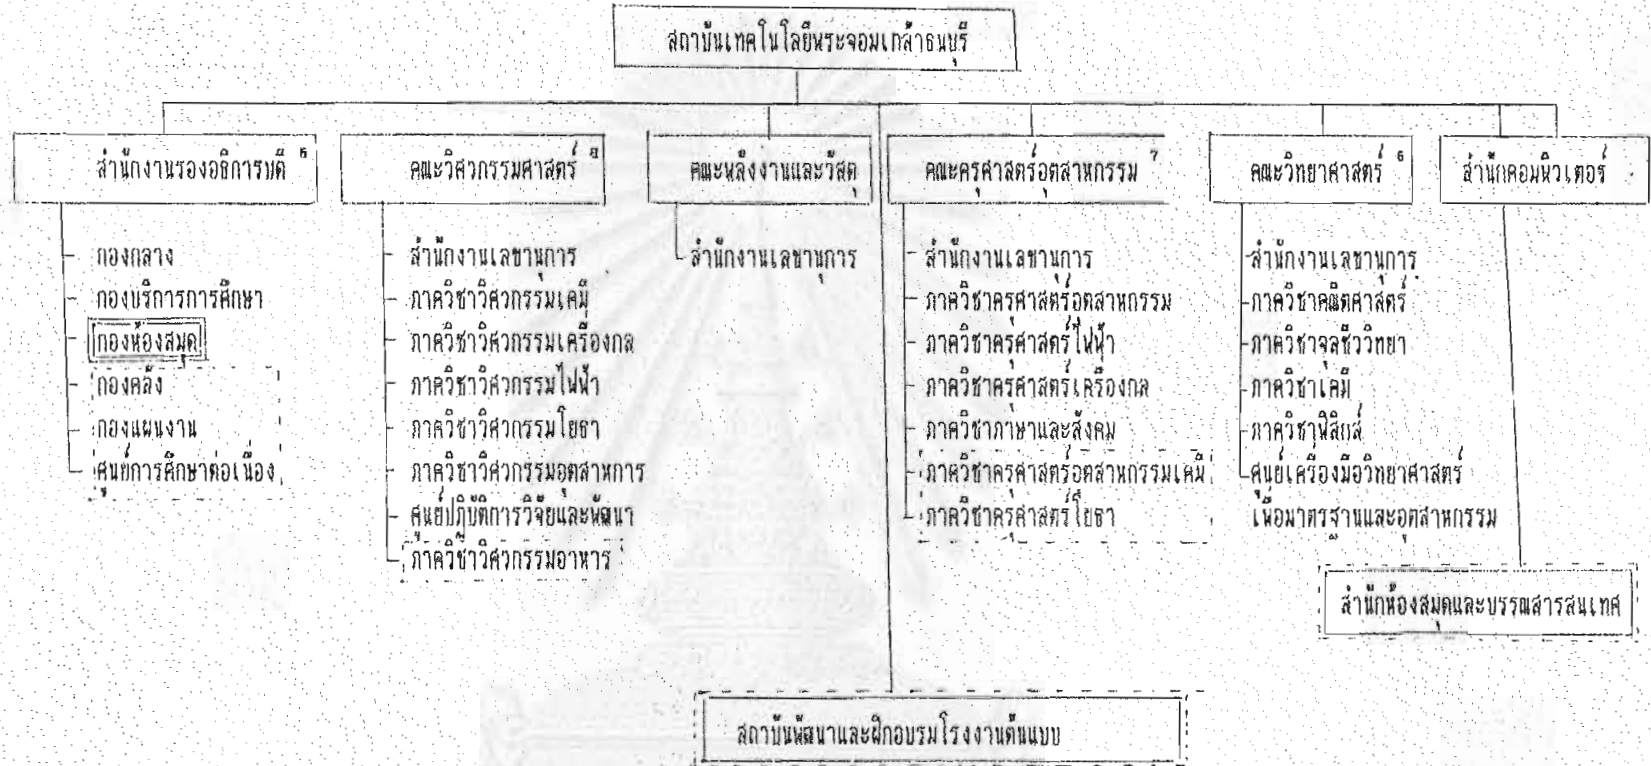 สถาบันเทคโนโลยีพระจอมเกล้าธนบุรี
สำนักงานรองอธิการบดี 5
กองกลาง
กองบริการการศึกษา
กองห้องสมุด
กองคลัง
กองแผนงาน
ศูนย์การศึกษาต่อเนื่อง
คณะวิศวกรรมศาสตร์ 8
สำนักงานเลขานุการ
ภาควิชาวิศวกรรมเคมี
ภาควิชาวิศวกรรมเครื่องกล
ภาควิชาวิศวกรรมไฟฟ้า
ภาควิชาวิศวกรรมโยธา
ภาควิชาวิศวกรรมอุตสาหการ
ศูนย์ปฏิบัติการวิจัยและพัฒนา
ภาควิชาวิศวกรรมอาหาร
คณะพลังงานและวัสดุ
สำนักงานเลขานุการ
คณะครุศาสตร์อุตสาหกรรม 7
สำนักงานเลขานุการ
ภาควิชาครุศาสตร์อุตสาหกรรม
ภาควิชาครุศาสตร์ไฟฟ้า
ภาควิชาครุศาสตร์เครื่องกล
ภาควิชาภาษาและสังคม
ภาควิชาครุศาสตร์อุตสาหกรรมเคมี
ภาควิชาครุศาสตร์โยธา
คณะวิทยาศาสตร์ 6
สำนักงานเลขานุการ
ภาควิชาคณิตศาสตร์
ภาควิชาจุลชีววิทยา
ภาควิชาเคมี
ภาควิชาฟิสิกส์
ศูนย์เครื่องมือวิทยาศาสตร์
เพื่อมาตรฐานและอุตสาหกรรม
สำนักคอมพิวเตอร์
สำนักห้องสมุดและบรรณสารสนเทศ
สถาบันพัฒนาและฝึกอบรมโรงงานต้นแบบ